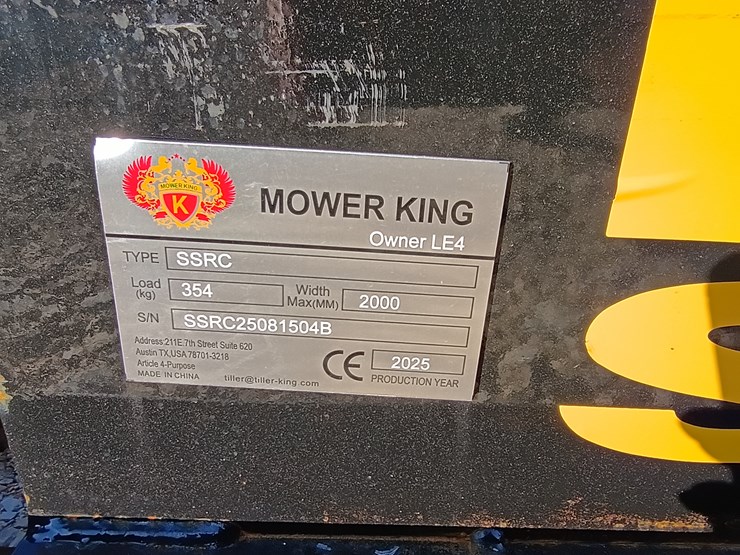 MOWER KING
K
MOWER KING
Owner LE4
TYPE SSRC
Load (kg) 354 Width Max(MM) 2000
S/N SSRC25081504B
Address:211E.7th Street Suite 620
Austin TX,USA 78701-3218
Article 4-Purpose
MADE IN CHINA
tiller@tiller-king.com
CE
2025
PRODUCTION YEAR